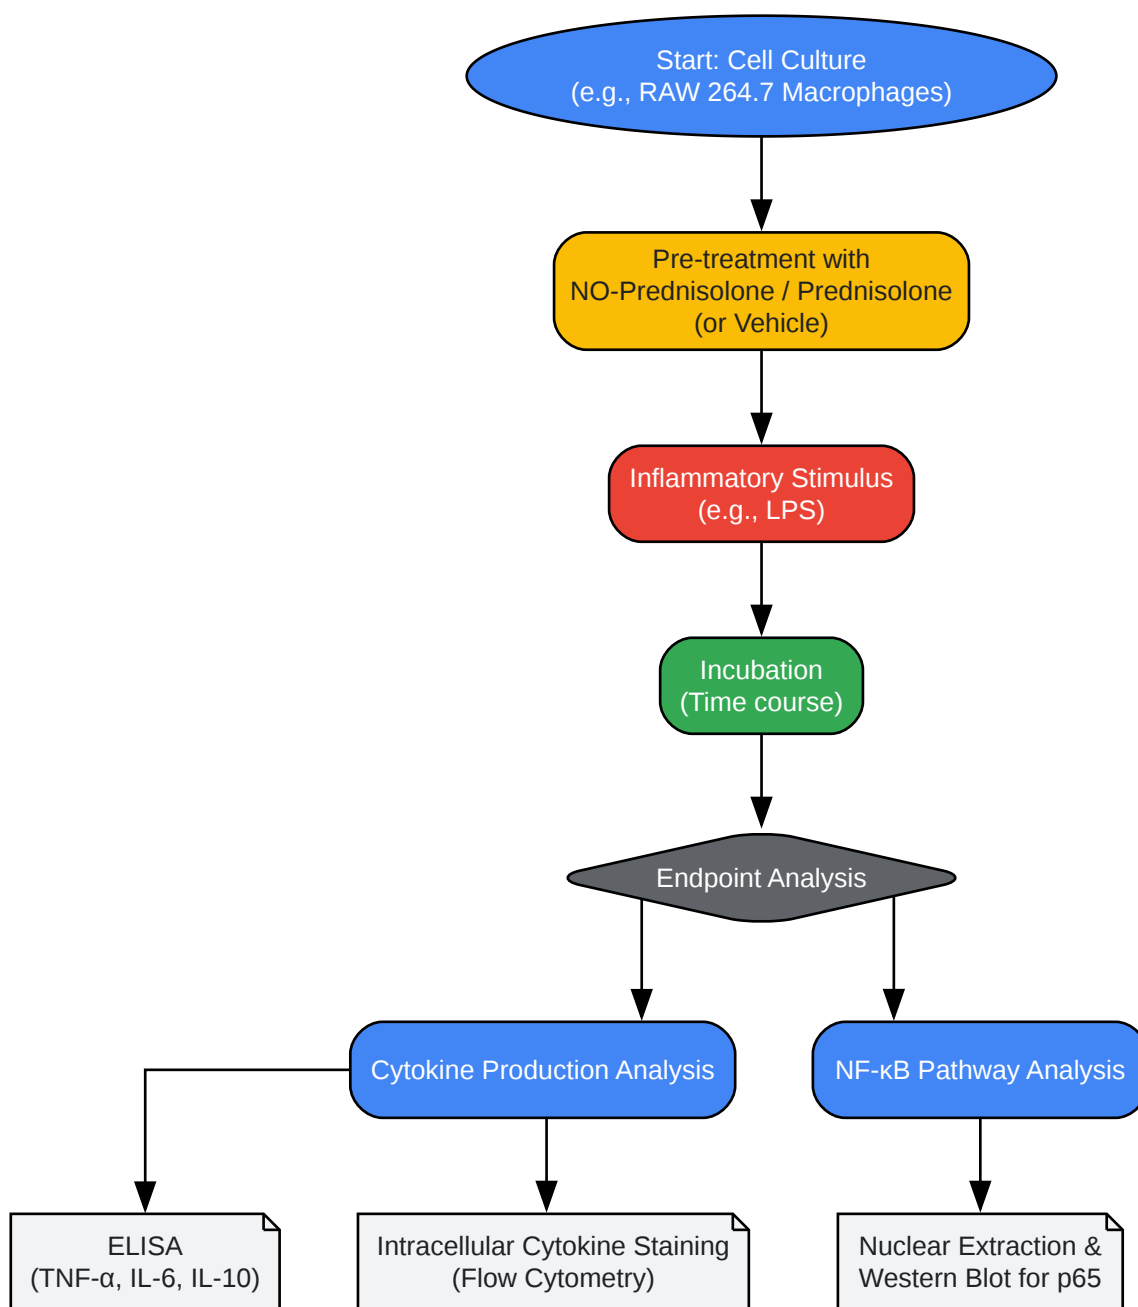 Start: Cell Culture
(e.g., RAW 264.7 Macrophages)
Pre-treatment with
NO-Prednisolone / Prednisolone
(or Vehicle)
Inflammatory Stimulus
(e.g., LPS)
Incubation
(Time course)
Endpoint Analysis
Cytokine Production Analysis
NF-κB Pathway Analysis
ELISA
(TNF-α, IL-6, IL-10)
Intracellular Cytokine Staining
(Flow Cytometry)
Nuclear Extraction &
Western Blot for p65